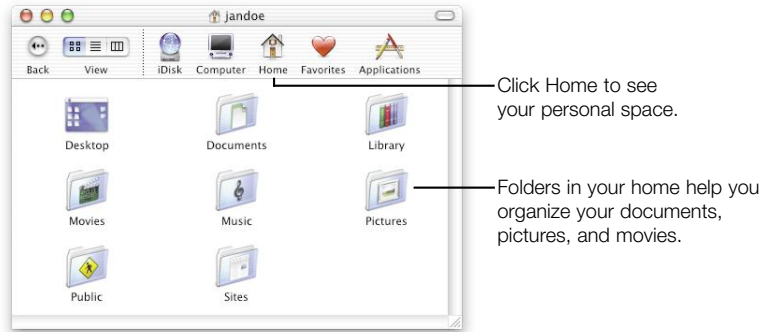 jandoe
Back View iDisk Computer Home Favorites Applications
Click Home to see
your personal space.
Desktop Documents Library
Movies Music Pictures
Folders in your home help you
organize your documents,
pictures, and movies.
Public Sites